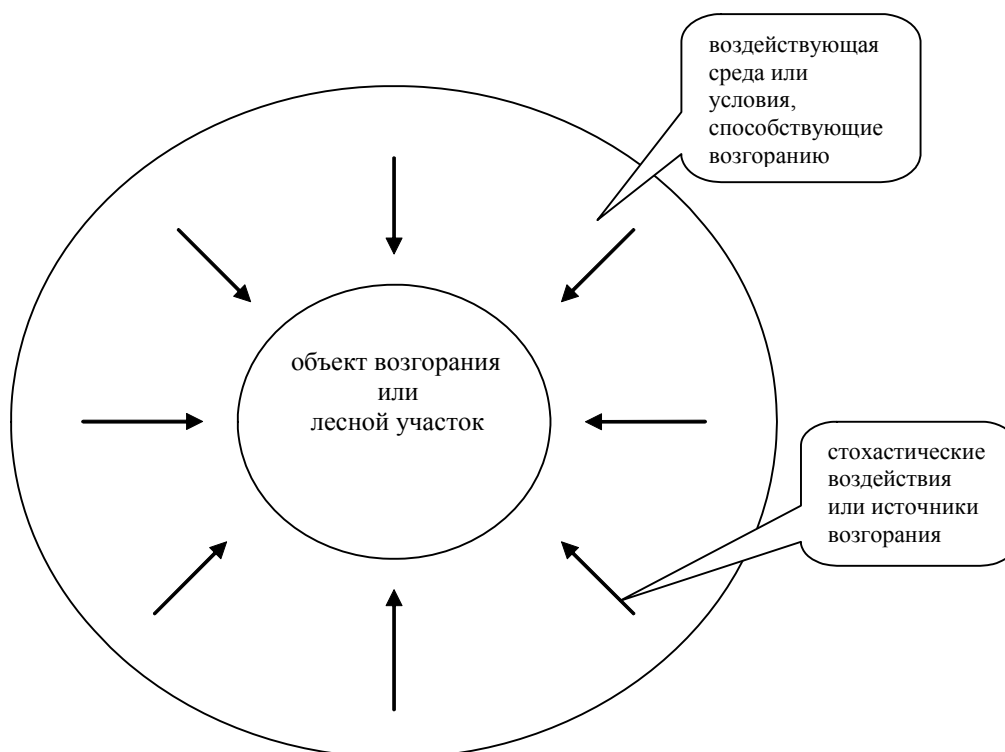 воздействующая
среда или
условия,
способствующие
возгоранию
объект возгорания
или
лесной участок
стохастические
воздействия
или источники
возгорания